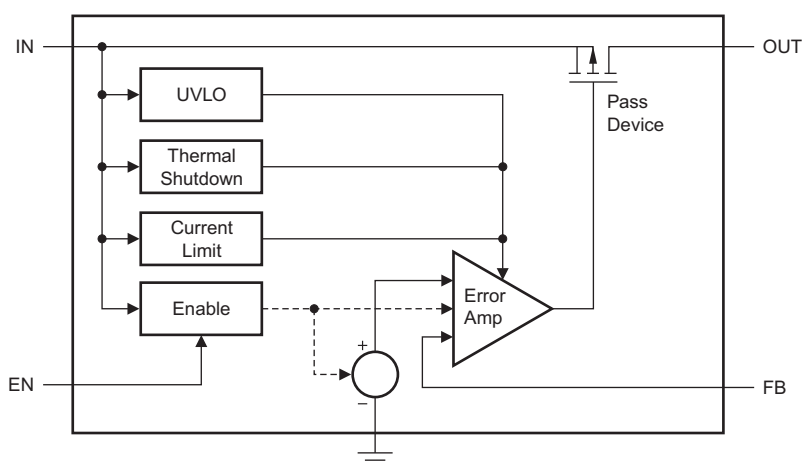 IN
OUT
UVLO
Pass
Device
Thermal
Shutdown
Current
Limit
Enable
Error
Amp
+
−
EN
FB